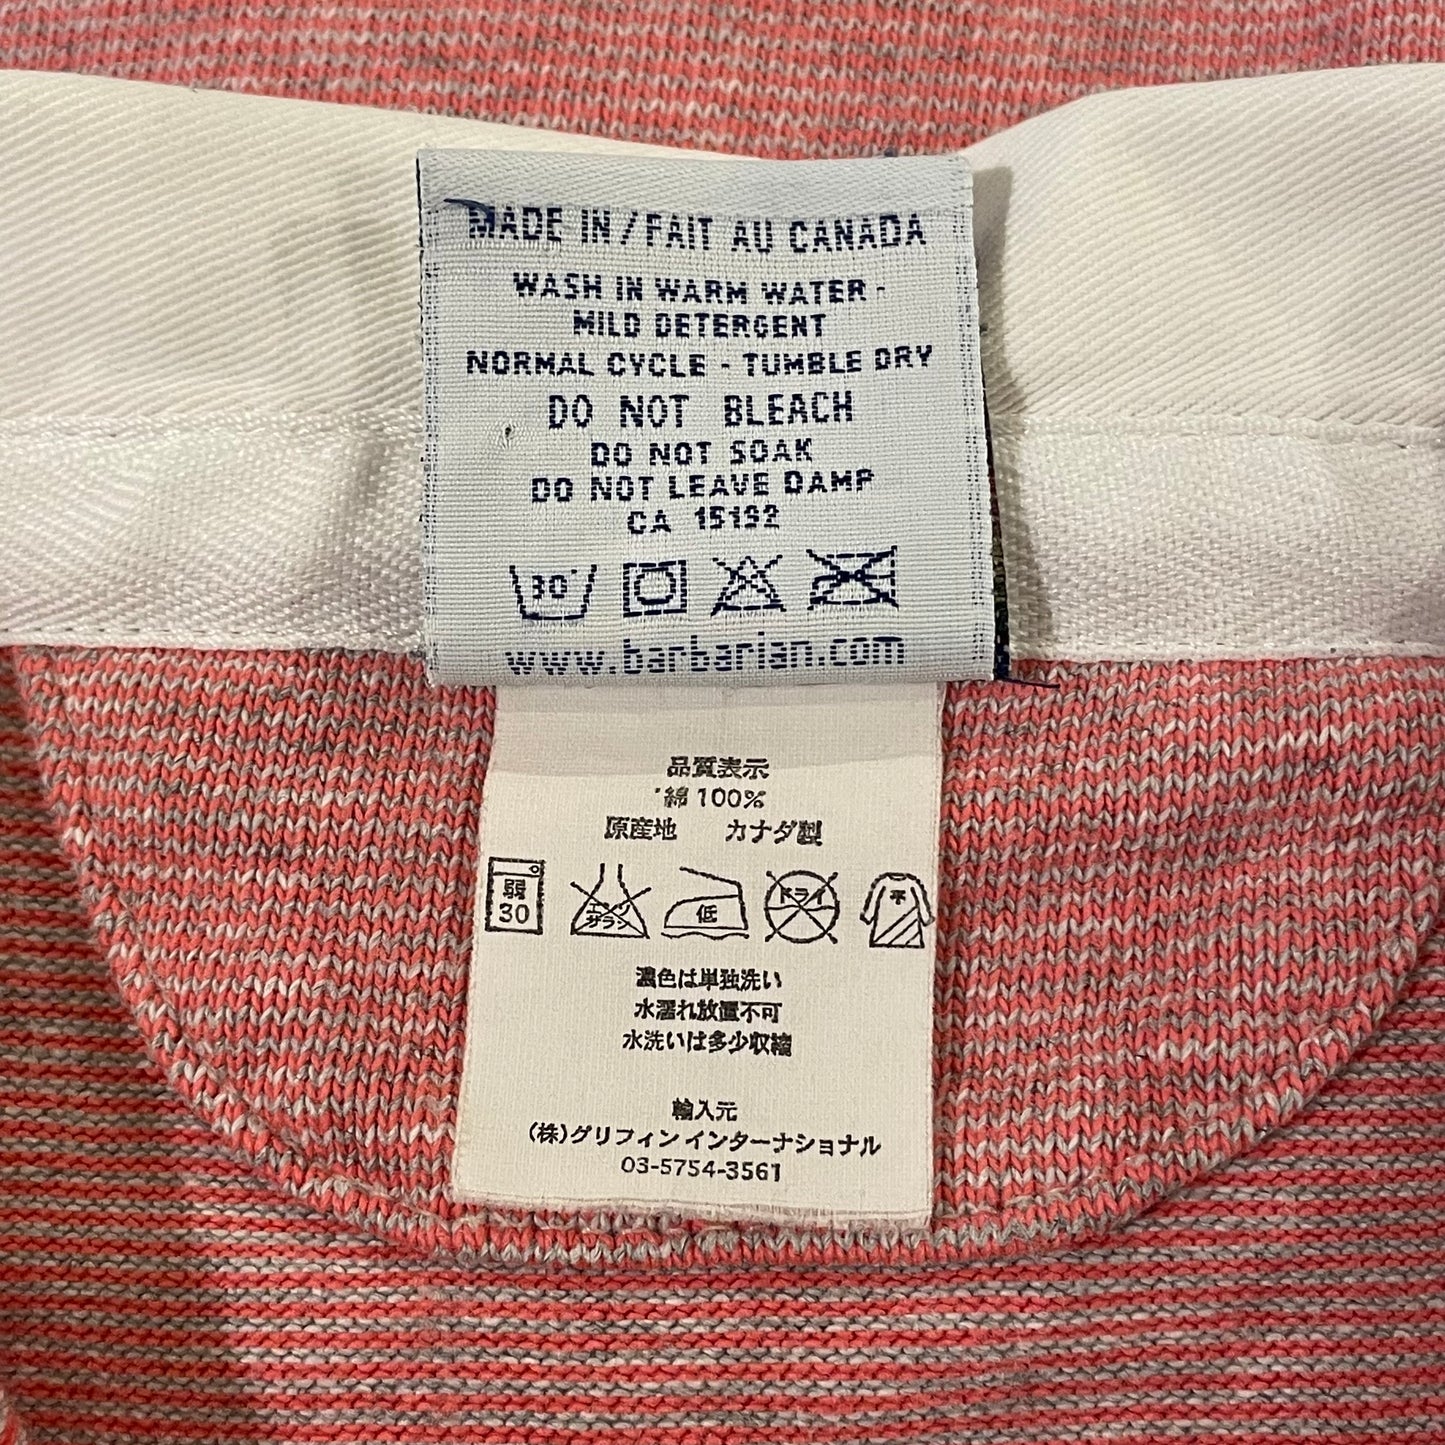 MADE IN / FAIT AU CANADA
WASH IN WARM WATER -
MILD DETERGENT
NORMAL CYCLE - TUMBLE DRY
DO NOT BLEACH
DO NOT SOAK
DO NOT LEAVE DAMP
CA 15192
30°
www.barbarian.com
品質表示
綿 100%
原産地 カナダ製
弱 30 エンソ サラシ 低 ドライ 不
濃色は単独洗い
水濡れ放置不可
水洗いは多少収縮
輸入元
(株)グリフィンインターナショナル
03-5754-3561